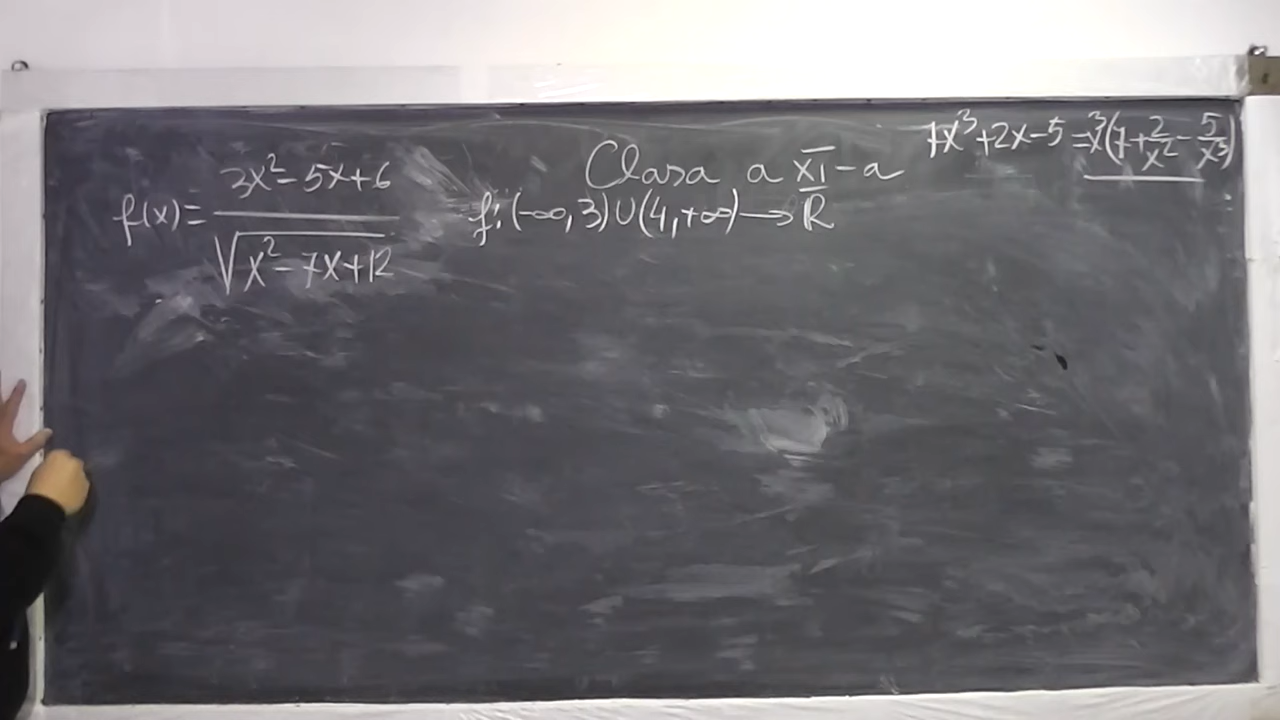 Clasa a XI-a
7x³+2x-5=x³(7+2/x²-5/x³)
f(x)=(3x²-5x+6)/√(x²-7x+12)
f:(-∞,3)∪(4,+∞)→ℝ